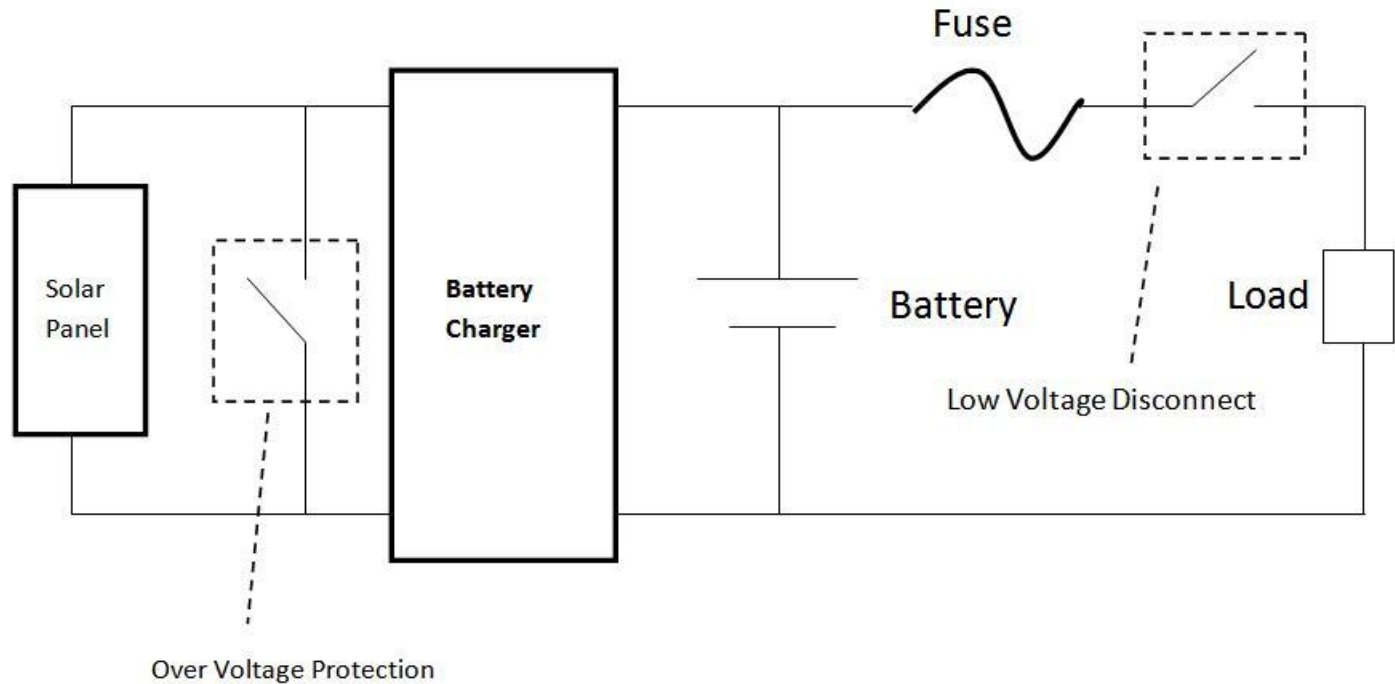 Fuse
Solar
Panel
Battery
Charger
Battery
Load
Low Voltage Disconnect
Over Voltage Protection